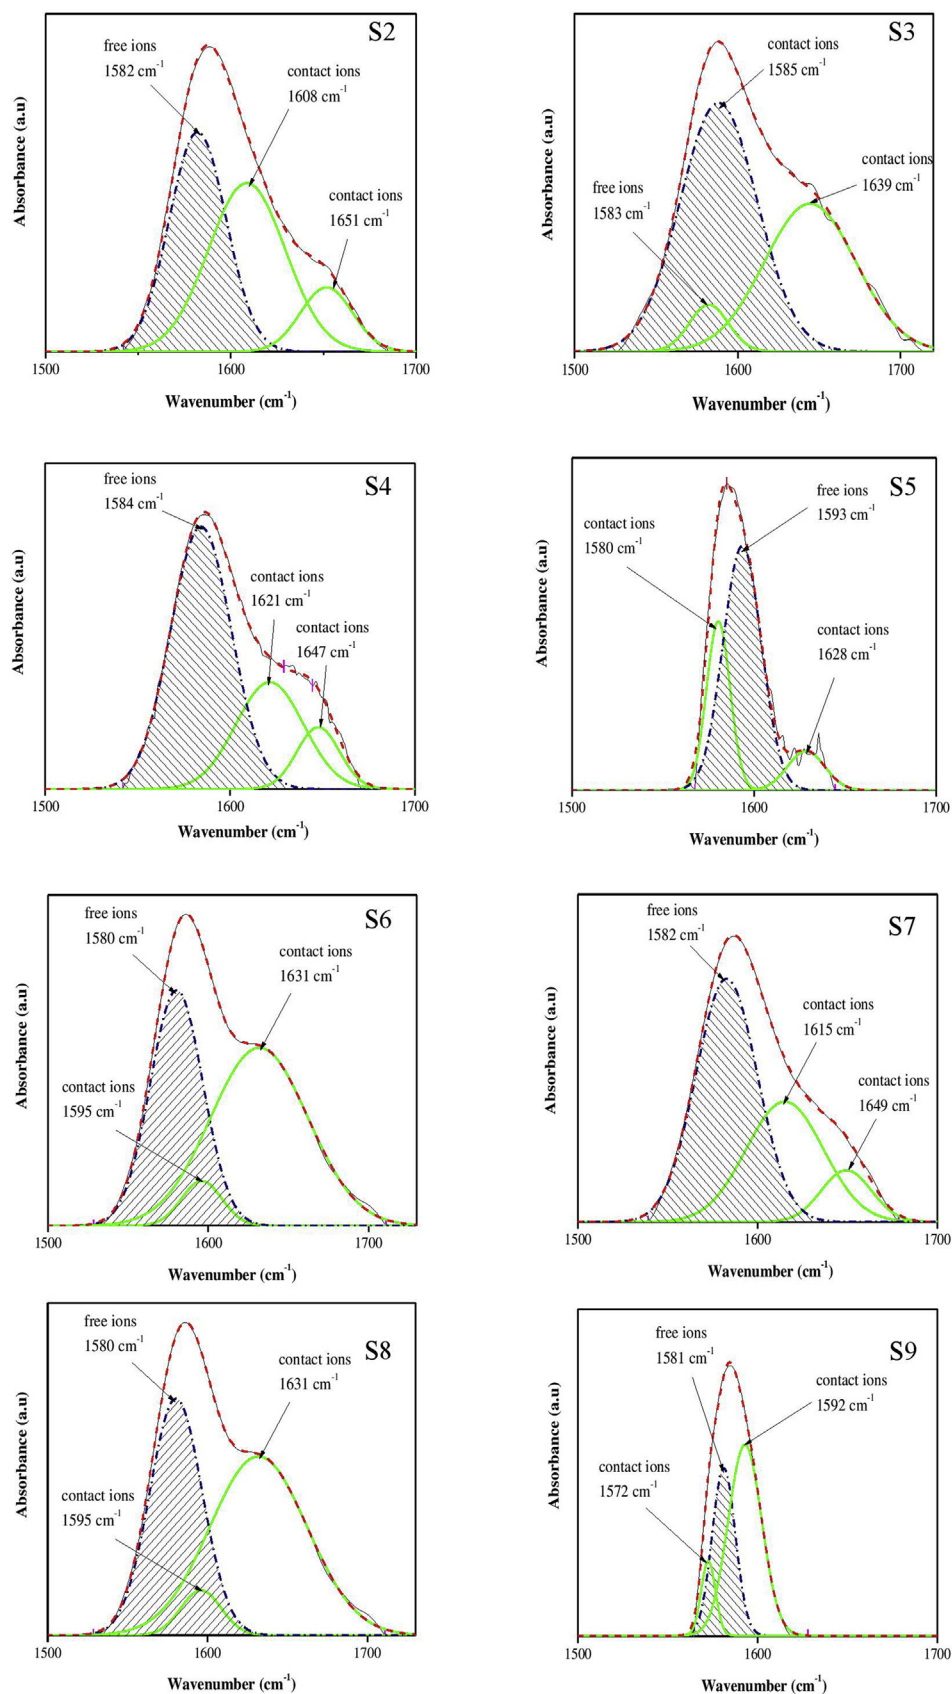 S2
free ions
1582 cm⁻¹
contact ions
1608 cm⁻¹
contact ions
1651 cm⁻¹
Absorbance (a.u)
1500
1600
1700
Wavenumber (cm⁻¹)
S3
contact ions
1585 cm⁻¹
contact ions
1639 cm⁻¹
free ions
1583 cm⁻¹
Absorbance (a.u)
1500
1600
1700
Wavenumber (cm⁻¹)
S4
free ions
1584 cm⁻¹
contact ions
1621 cm⁻¹
contact ions
1647 cm⁻¹
Absorbance (a.u)
1500
1600
1700
Wavenumber (cm⁻¹)
S5
free ions
1593 cm⁻¹
contact ions
1580 cm⁻¹
contact ions
1628 cm⁻¹
Absorbance (a.u)
1500
1600
1700
Wavenumber (cm⁻¹)
S6
free ions
1580 cm⁻¹
contact ions
1631 cm⁻¹
contact ions
1595 cm⁻¹
Absorbance (a.u)
1500
1600
1700
Wavenumber (cm⁻¹)
S7
free ions
1582 cm⁻¹
contact ions
1615 cm⁻¹
contact ions
1649 cm⁻¹
Absorbance (a.u)
1500
1600
1700
Wavenumber (cm⁻¹)
S8
free ions
1580 cm⁻¹
contact ions
1631 cm⁻¹
contact ions
1595 cm⁻¹
Absorbance (a.u)
1500
1600
1700
Wavenumber (cm⁻¹)
S9
free ions
1581 cm⁻¹
contact ions
1592 cm⁻¹
contact ions
1572 cm⁻¹
Absorbance (a.u)
1500
1600
1700
Wavenumber (cm⁻¹)